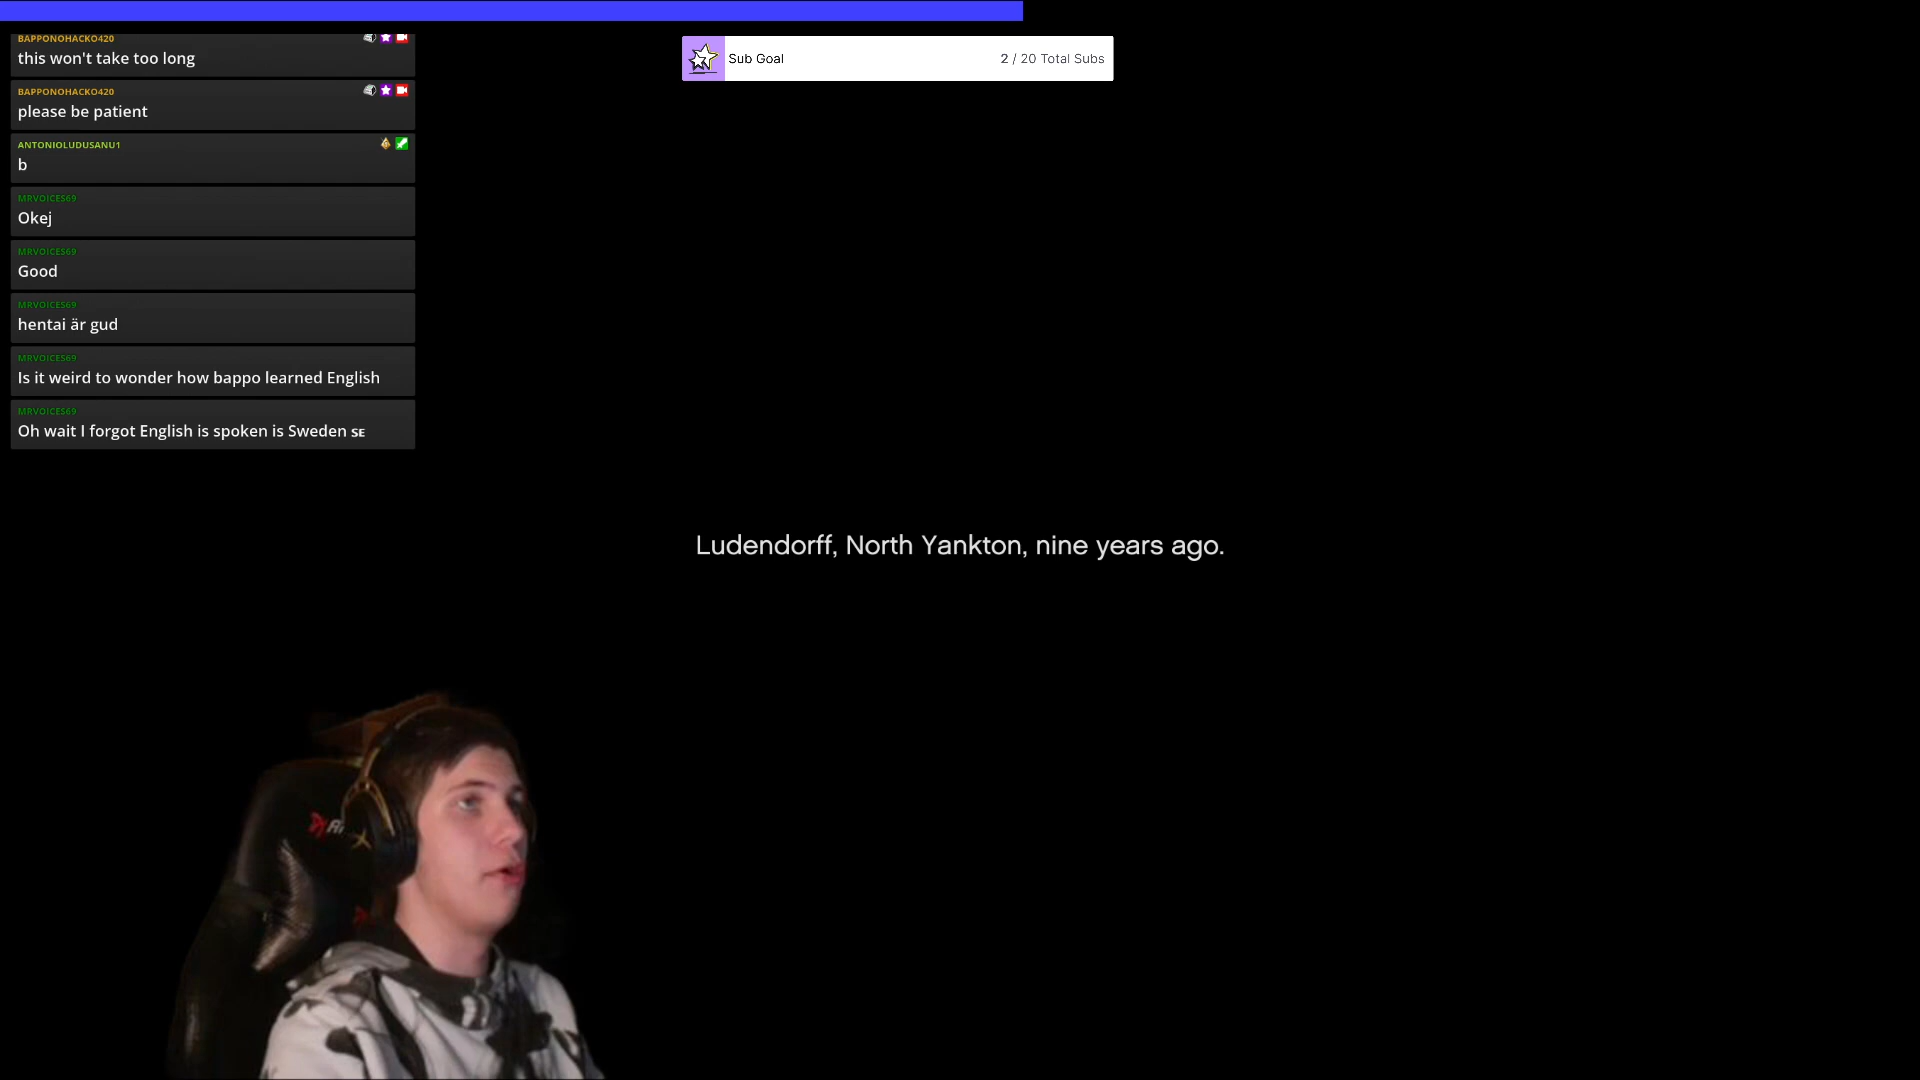 BAPPONOHACKO420
this won't take too long
BAPPONOHACKO420
please be patient
ANTONIOLUDUSANU1
b
MRVOICES69
Okej
MRVOICES69
Good
MRVOICES69
hentai är gud
MRVOICES69
Is it weird to wonder how bappo learned English
MRVOICES69
Oh wait I forgot English is spoken is Sweden SE
Sub Goal 2 / 20 Total Subs
Ludendorff, North Yankton, nine years ago.